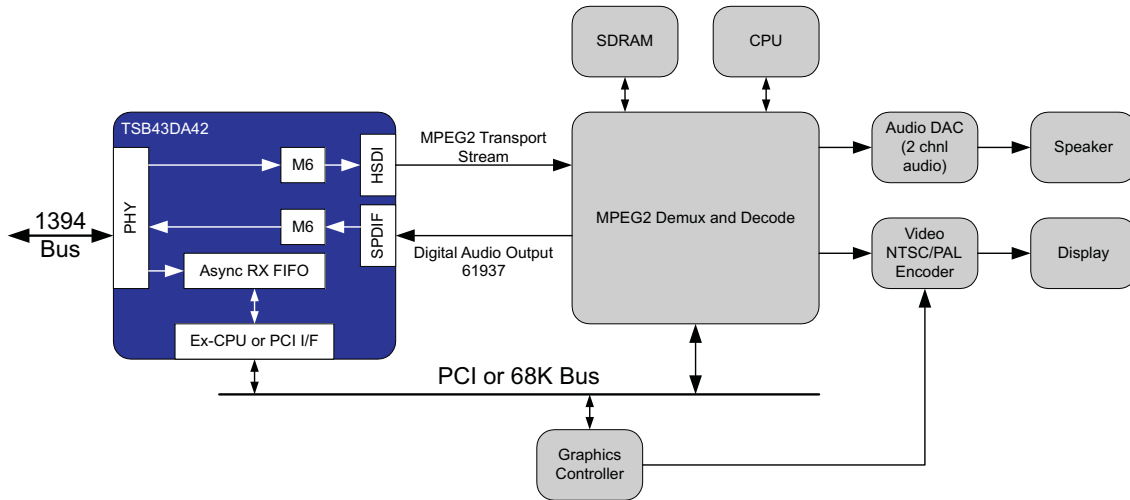 SDRAM
CPU
TSB43DA42
MPEG2 Transport
Stream
M6
HSDI
Audio DAC
(2 chnl
audio)
Speaker
PHY
MPEG2 Demux and Decode
1394
Bus
M6
SPDIF
Digital Audio Output
61937
Video
NTSC/PAL
Encoder
Display
Async RX FIFO
Ex-CPU or PCI I/F
PCI or 68K Bus
Graphics
Controller